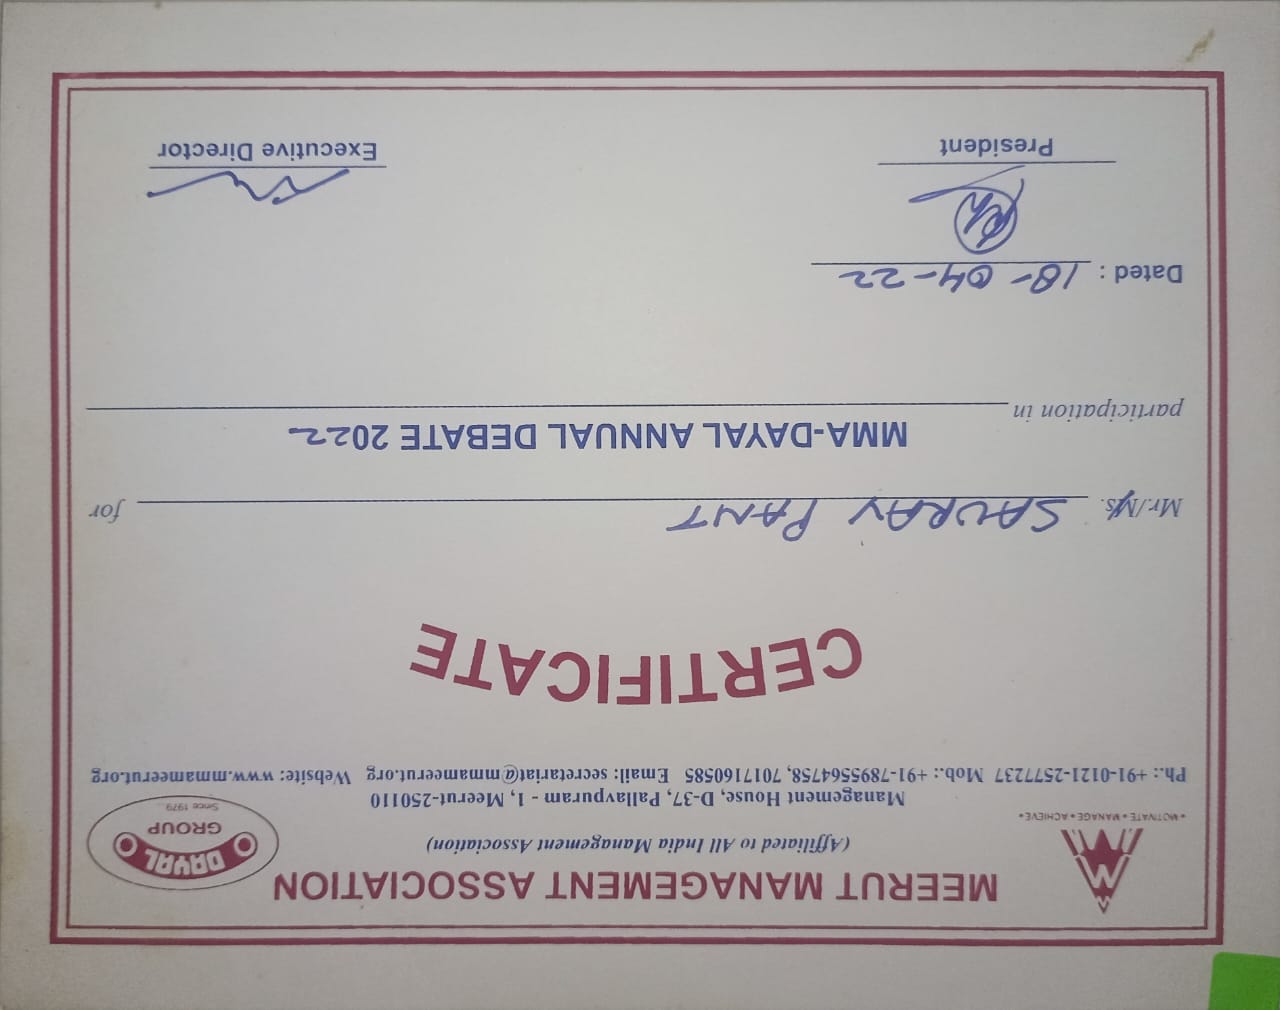 MEERUT MANAGEMENT ASSOCIATION
(Affiliated to All India Management Association)
MMA
• MOTIVATE • MANAGE • ACHIEVE •
DAYAL
GROUP
Since 1979...
Management House, D-37, Pallavpuram - 1, Meerut-250110
Ph.: +91-0121-2577237 Mob.: +91-7895564758, 7017160585 Email: secretariat@mmameerut.org Website: www.mmameerut.org
CERTIFICATE
Mr./Ms. SAURAV PANT for
participation in MMA-DAYAL ANNUAL DEBATE 2022
Dated : 18-04-22
President
Executive Director